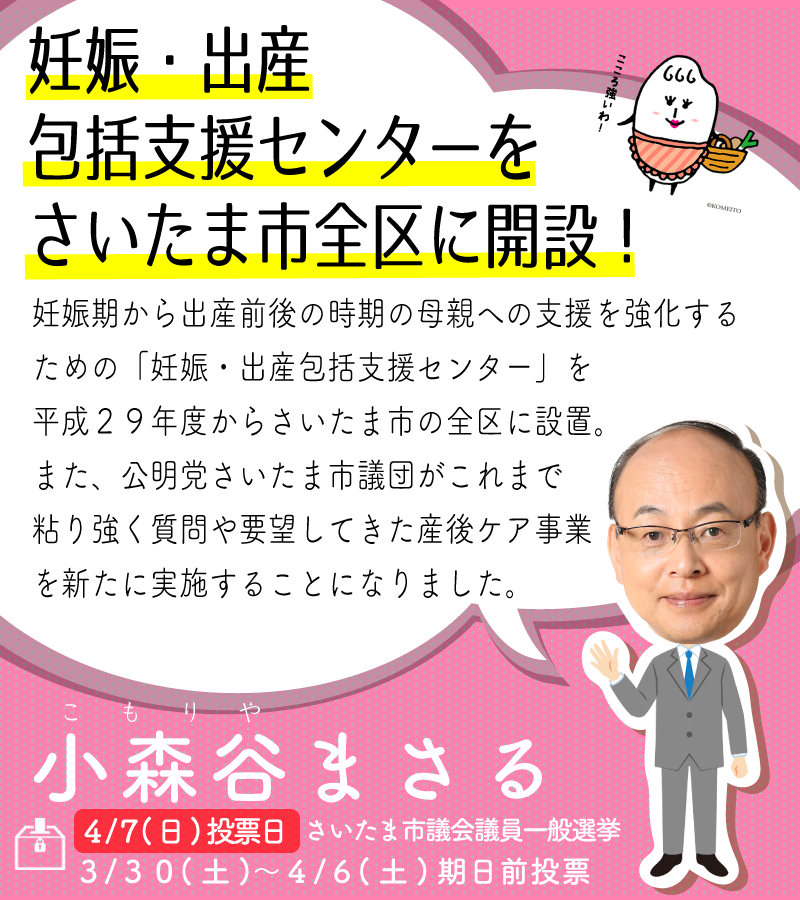 妊娠・出産
包括支援センターを
さいたま市全区に開設！
こころ強いわ！
©KOMEITO
妊娠期から出産前後の時期の母親への支援を強化する
ための「妊娠・出産包括支援センター」を
平成２９年度からさいたま市の全区に設置。
また、公明党さいたま市議団がこれまで
粘り強く質問や要望してきた産後ケア事業
を新たに実施することになりました。
こもりや
小森谷まさる
4/7(日)投票日 さいたま市議会議員一般選挙
３/３０(土)〜４/６(土)期日前投票